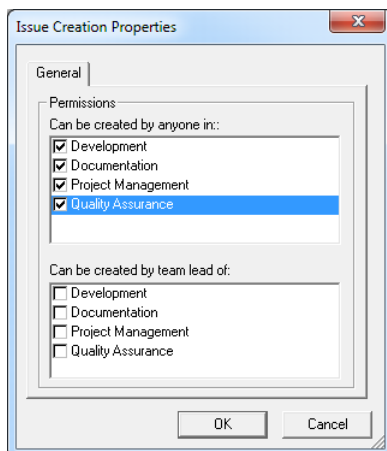 Issue Creation Properties
General
Permissions
Can be created by anyone in::
Development
Documentation
Project Management
Quality Assurance
Can be created by team lead of:
Development
Documentation
Project Management
Quality Assurance
OK
Cancel